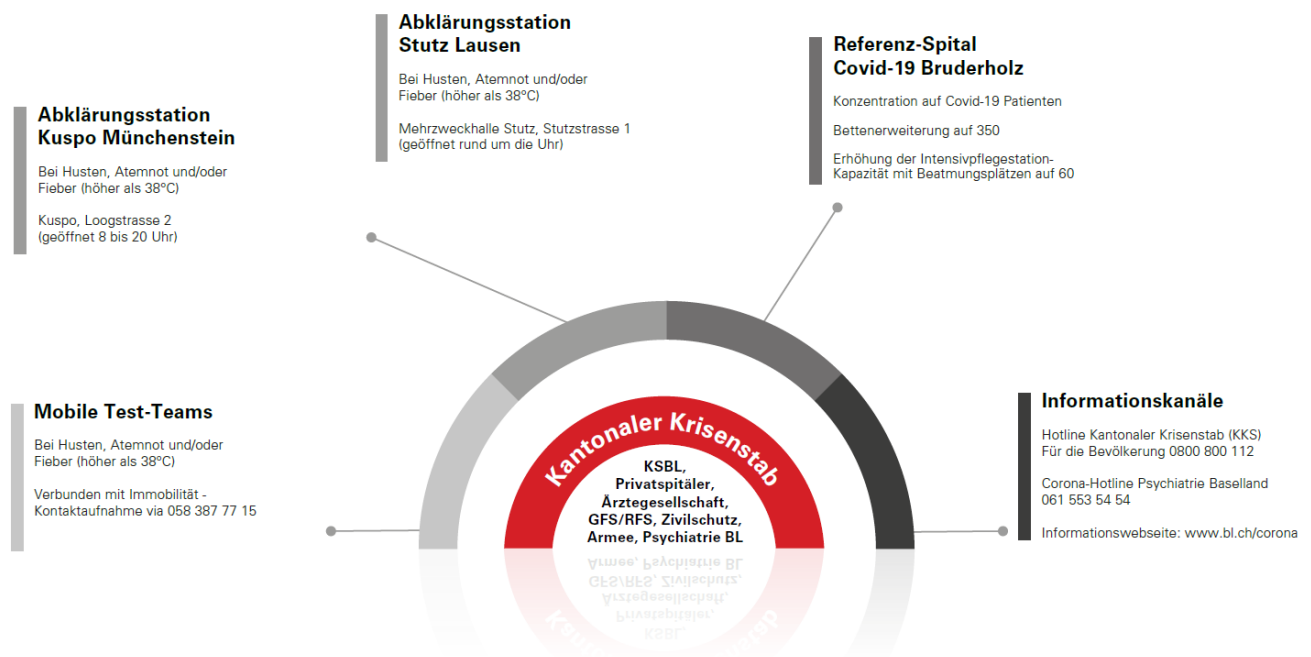 Abklärungsstation
Stutz Lausen
Bei Husten, Atemnot und/oder
Fieber (höher als 38°C)
Mehrzweckhalle Stutz, Stutzstrasse 1
(geöffnet rund um die Uhr)
Referenz-Spital
Covid-19 Bruderholz
Konzentration auf Covid-19 Patienten
Bettenerweiterung auf 350
Erhöhung der Intensivpflegestation-
Kapazität mit Beatmungsplätzen auf 60
Abklärungsstation
Kuspo Münchenstein
Bei Husten, Atemnot und/oder
Fieber (höher als 38°C)
Kuspo, Loogstrasse 2
(geöffnet 8 bis 20 Uhr)
Mobile Test-Teams
Bei Husten, Atemnot und/oder
Fieber (höher als 38°C)
Verbunden mit Immobilität -
Kontaktaufnahme via 058 387 77 15
Kantonaler Krisenstab
KSBL,
Privatspitäler,
Ärztegesellschaft,
GFS/RFS, Zivilschutz,
Armee, Psychiatrie BL
Informationskanäle
Hotline Kantonaler Krisenstab (KKS)
Für die Bevölkerung 0800 800 112
Corona-Hotline Psychiatrie Baselland
061 553 54 54
Informationswebseite: www.bl.ch/corona